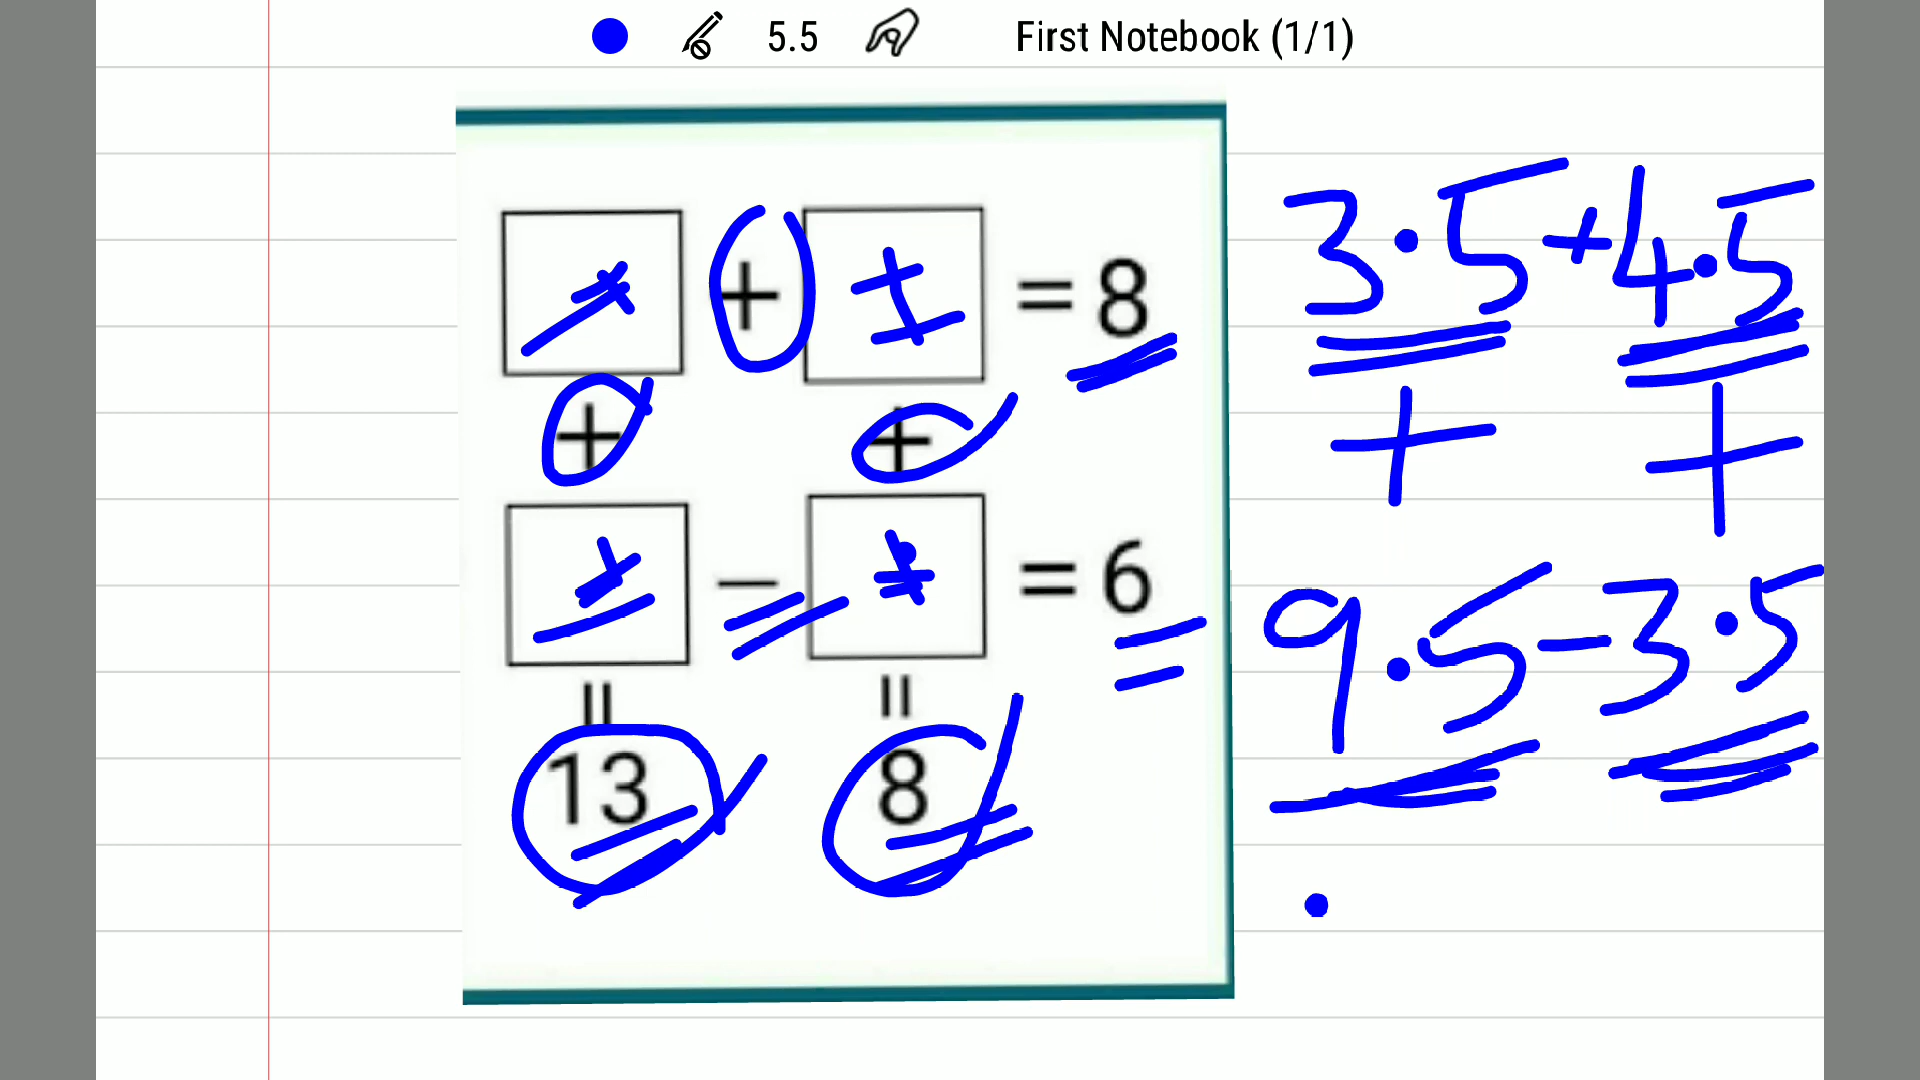 5.5 First Notebook (1/1)
+ = 8
+ +
− = 6
= =
13 8
3.5+4.5
+ +
9.5-3.5